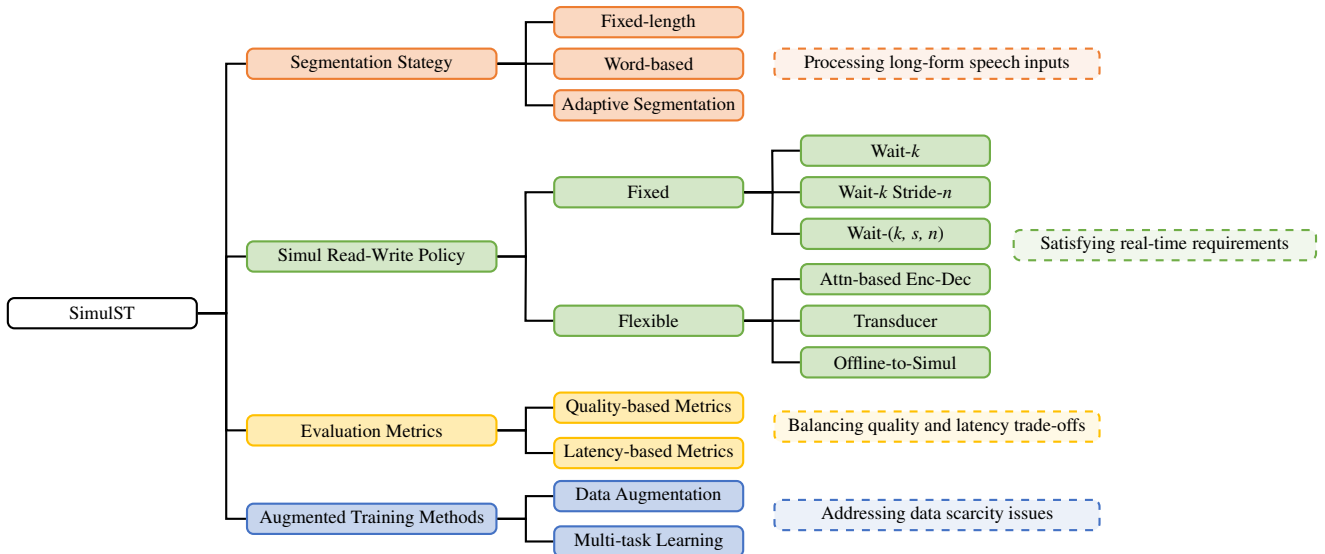 SimulST
Segmentation Stategy
Fixed-length
Word-based
Adaptive Segmentation
Processing long-form speech inputs
Simul Read-Write Policy
Fixed
Wait-k
Wait-k Stride-n
Wait-(k, s, n)
Flexible
Attn-based Enc-Dec
Transducer
Offline-to-Simul
Satisfying real-time requirements
Evaluation Metrics
Quality-based Metrics
Latency-based Metrics
Balancing quality and latency trade-offs
Augmented Training Methods
Data Augmentation
Multi-task Learning
Addressing data scarcity issues